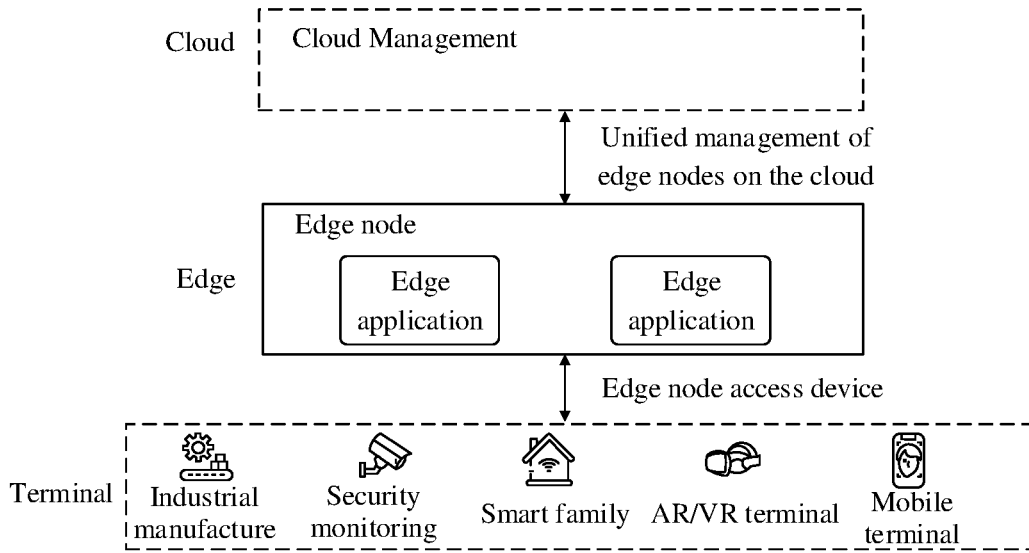 Cloud
Cloud Management
Unified management of
edge nodes on the cloud
Edge node
Edge
Edge
application
Edge
application
Edge node access device
Terminal
Industrial
manufacture
Security
monitoring
Smart family
AR/VR terminal
Mobile
terminal